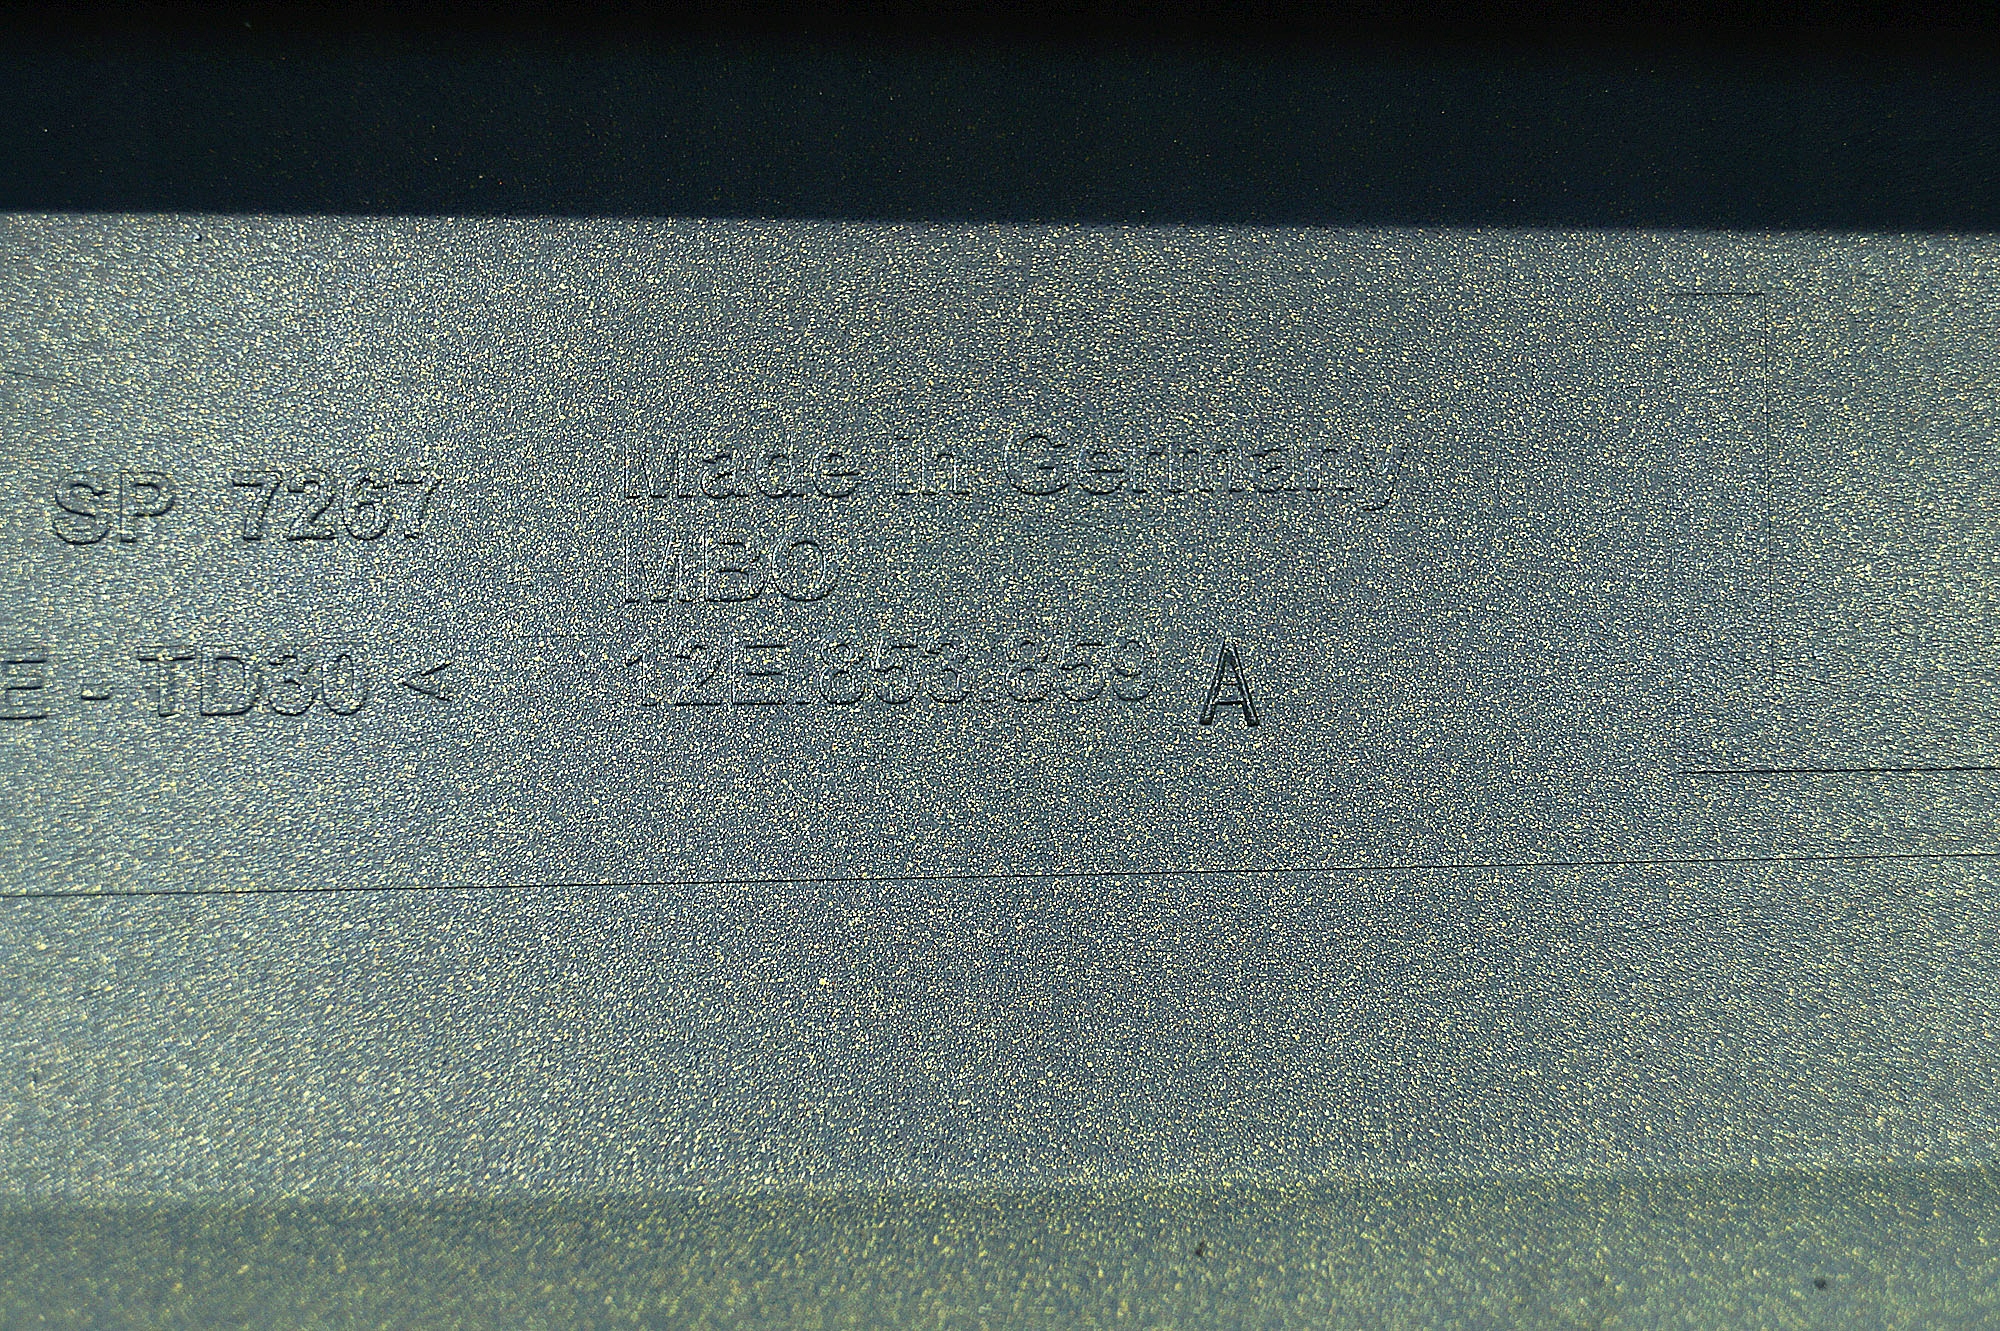 SP 7267
E - TD30 <
Made in Germany
MBO
12E.853.859 A